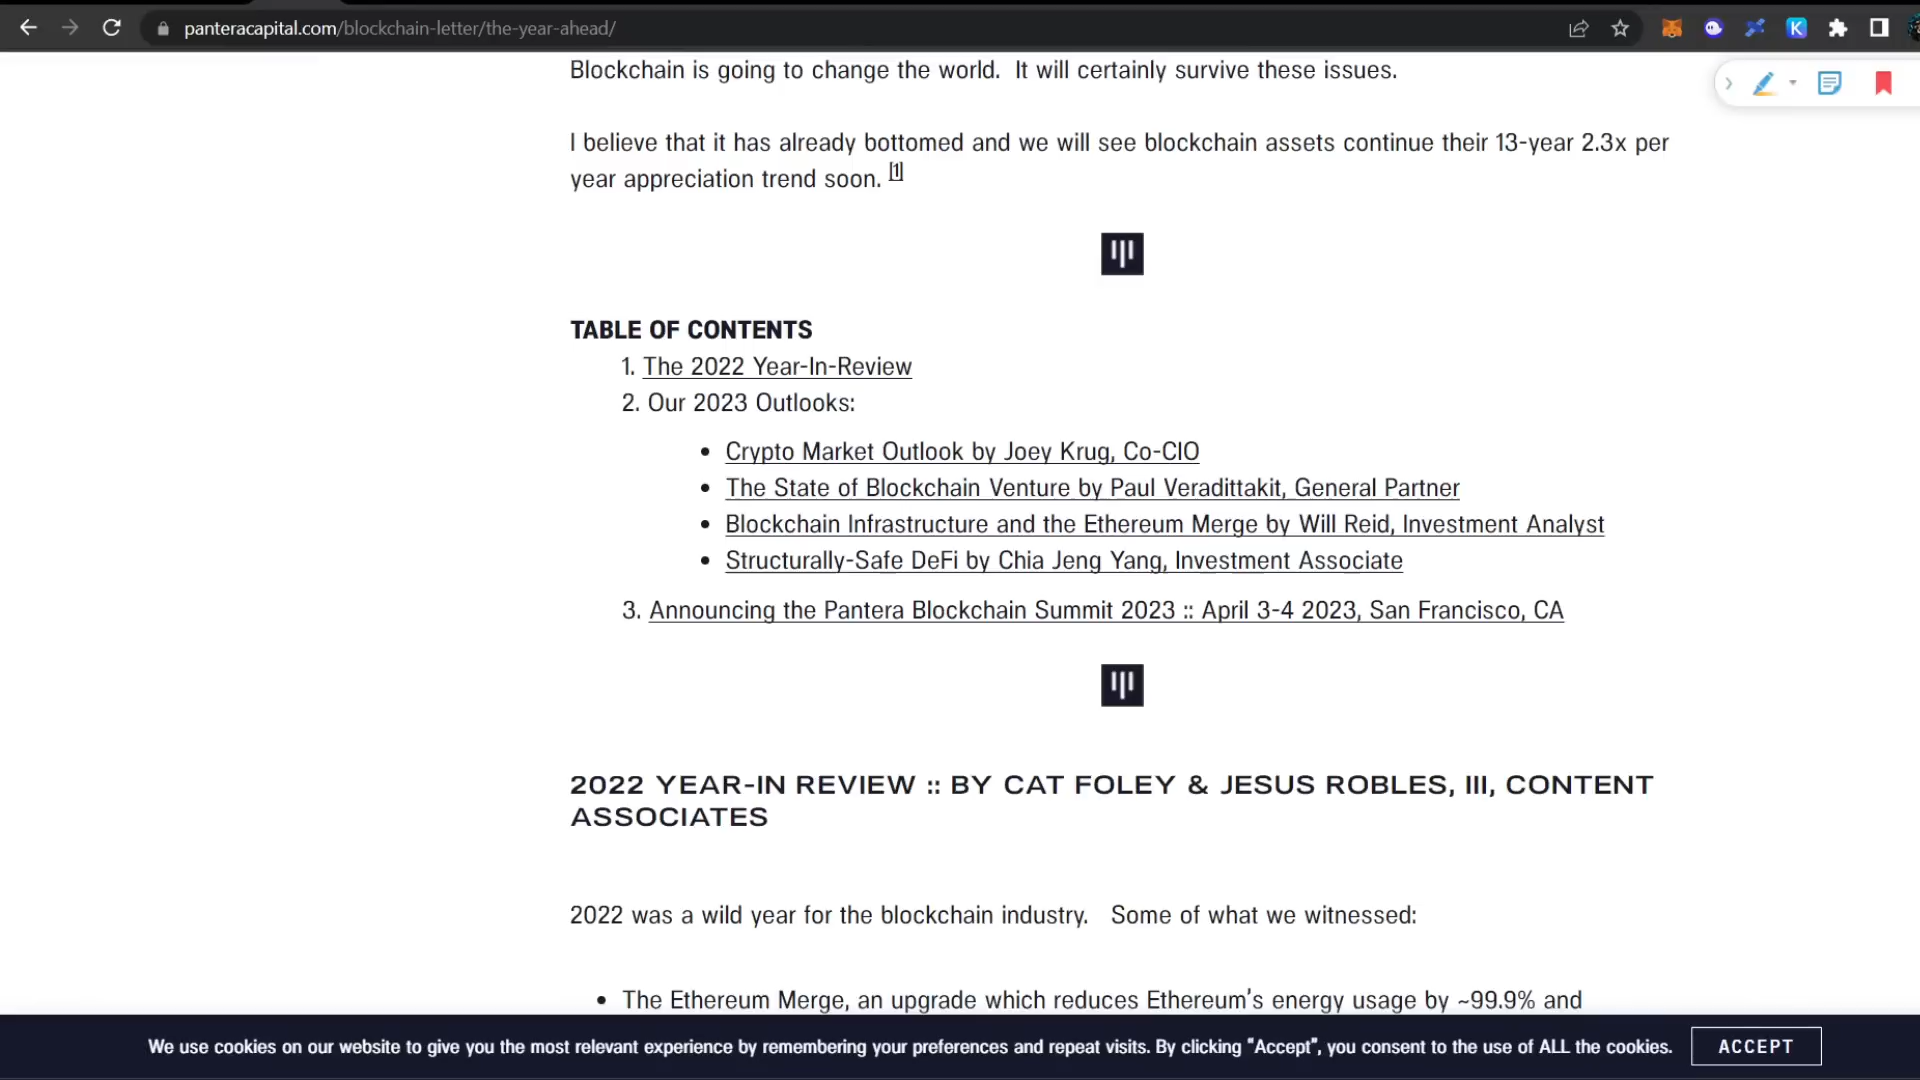 panteracapital.com/blockchain-letter/the-year-ahead/
Blockchain is going to change the world. It will certainly survive these issues.
I believe that it has already bottomed and we will see blockchain assets continue their 13-year 2.3x per
year appreciation trend soon. [1]
TABLE OF CONTENTS
1. The 2022 Year-In-Review
2. Our 2023 Outlooks:
• Crypto Market Outlook by Joey Krug, Co-CIO
• The State of Blockchain Venture by Paul Veradittakit, General Partner
• Blockchain Infrastructure and the Ethereum Merge by Will Reid, Investment Analyst
• Structurally-Safe DeFi by Chia Jeng Yang, Investment Associate
3. Announcing the Pantera Blockchain Summit 2023 :: April 3-4 2023, San Francisco, CA
2022 YEAR-IN REVIEW :: BY CAT FOLEY & JESUS ROBLES, III, CONTENT
ASSOCIATES
2022 was a wild year for the blockchain industry. Some of what we witnessed:
• The Ethereum Merge, an upgrade which reduces Ethereum's energy usage by ~99.9% and
We use cookies on our website to give you the most relevant experience by remembering your preferences and repeat visits. By clicking "Accept", you consent to the use of ALL the cookies.
ACCEPT